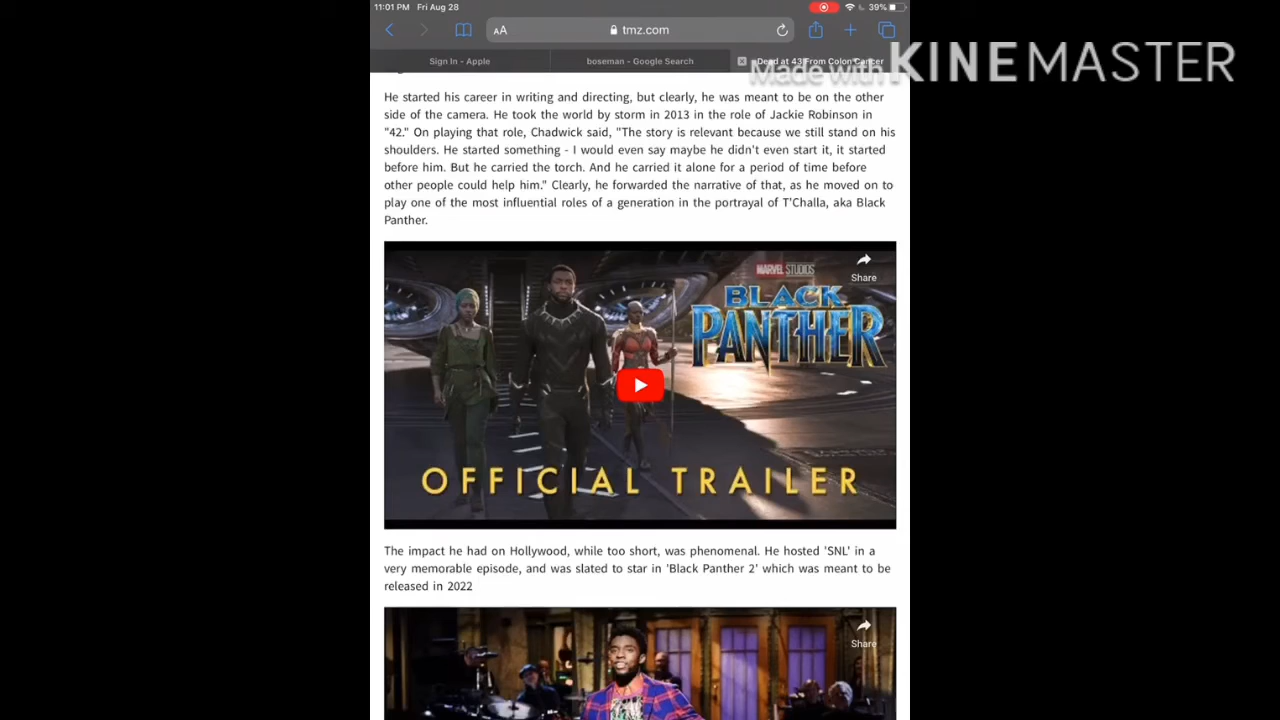 11:01 PM Fri Aug 28
39%
AA
tmz.com
Sign In - Apple
boseman - Google Search
Dead at 43 From Colon Cancer
Made with KINEMASTER
He started his career in writing and directing, but clearly, he was meant to be on the other
side of the camera. He took the world by storm in 2013 in the role of Jackie Robinson in
"42." On playing that role, Chadwick said, "The story is relevant because we still stand on his
shoulders. He started something - I would even say maybe he didn't even start it, it started
before him. But he carried the torch. And he carried it alone for a period of time before
other people could help him." Clearly, he forwarded the narrative of that, as he moved on to
play one of the most influential roles of a generation in the portrayal of T'Challa, aka Black
Panther.
MARVEL STUDIOS
BLACK
PANTHER
Share
OFFICIAL TRAILER
The impact he had on Hollywood, while too short, was phenomenal. He hosted 'SNL' in a
very memorable episode, and was slated to star in 'Black Panther 2' which was meant to be
released in 2022
Share